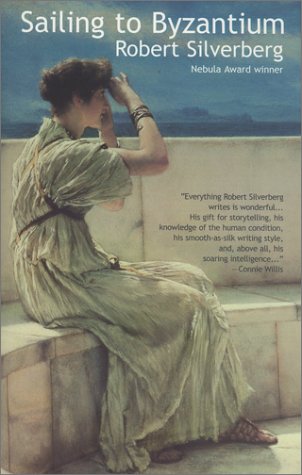 Sailing to Byzantium
Robert Silverberg
Nebula Award winner
"Everything Robert Silverberg
writes is wonderful...
His gift for storytelling, his
knowledge of the human condition,
his smooth-as-silk writing style,
and, above all, his
soaring intelligence..."
— Connie Willis